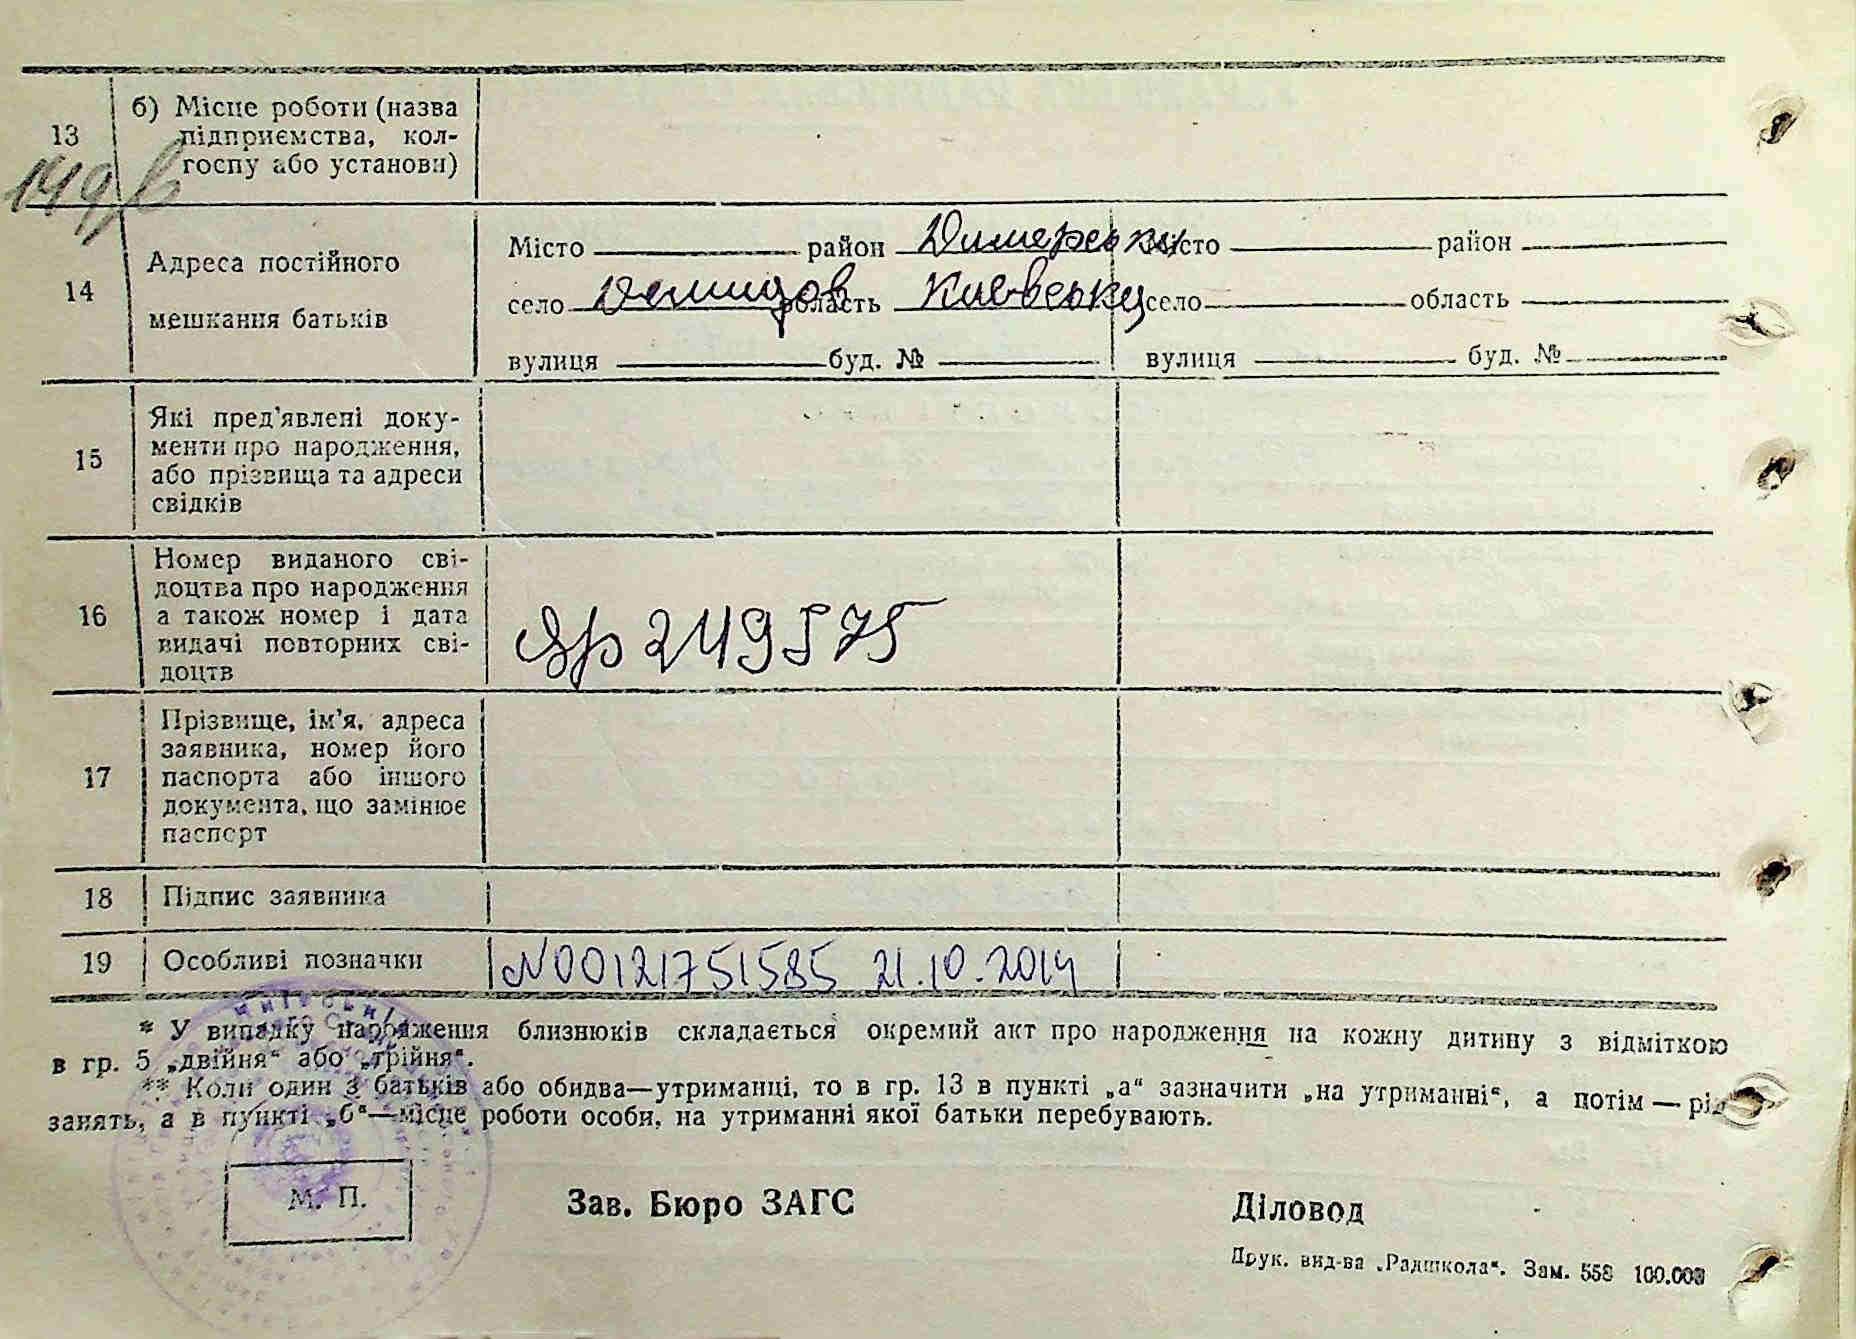 13
б) Місце роботи (назва
підприємства, кол-
госпу або установи)
149
14
Адреса постійного
мешкання батьків
Місто район Димерськ Місто район
село Демидов область Київськ село область
вулиця буд. № вулиця буд. №
15
Які пред'явлені доку-
менти про народження,
або прізвища та адреси
свідків
16
Номер виданого сві-
доцтва про народження
а також номер і дата
видачі повторних сві-
доцтв
Яр 249575
17
Прізвище, ім'я, адреса
заявника, номер його
паспорта або іншого
документа, що замінює
паспорт
18 Підпис заявника
19 Особливі позначки N00121751585 21.10.2014
* У випадку народження близнюків складається окремий акт про народження на кожну дитину з відміткою
в гр. 5 „двійня“ або „трійня“.
** Коли один з батьків або обидва—утриманці, то в гр. 13 в пункті „а“ зазначити „на утриманні“, а потім — рід
занять, а в пункті „б“—місце роботи особи, на утриманні якої батьки перебувають.
М. П.
Зав. Бюро ЗАГС
Діловод
Друк. вид-ва „Радшкола“. Зам. 558 100.000